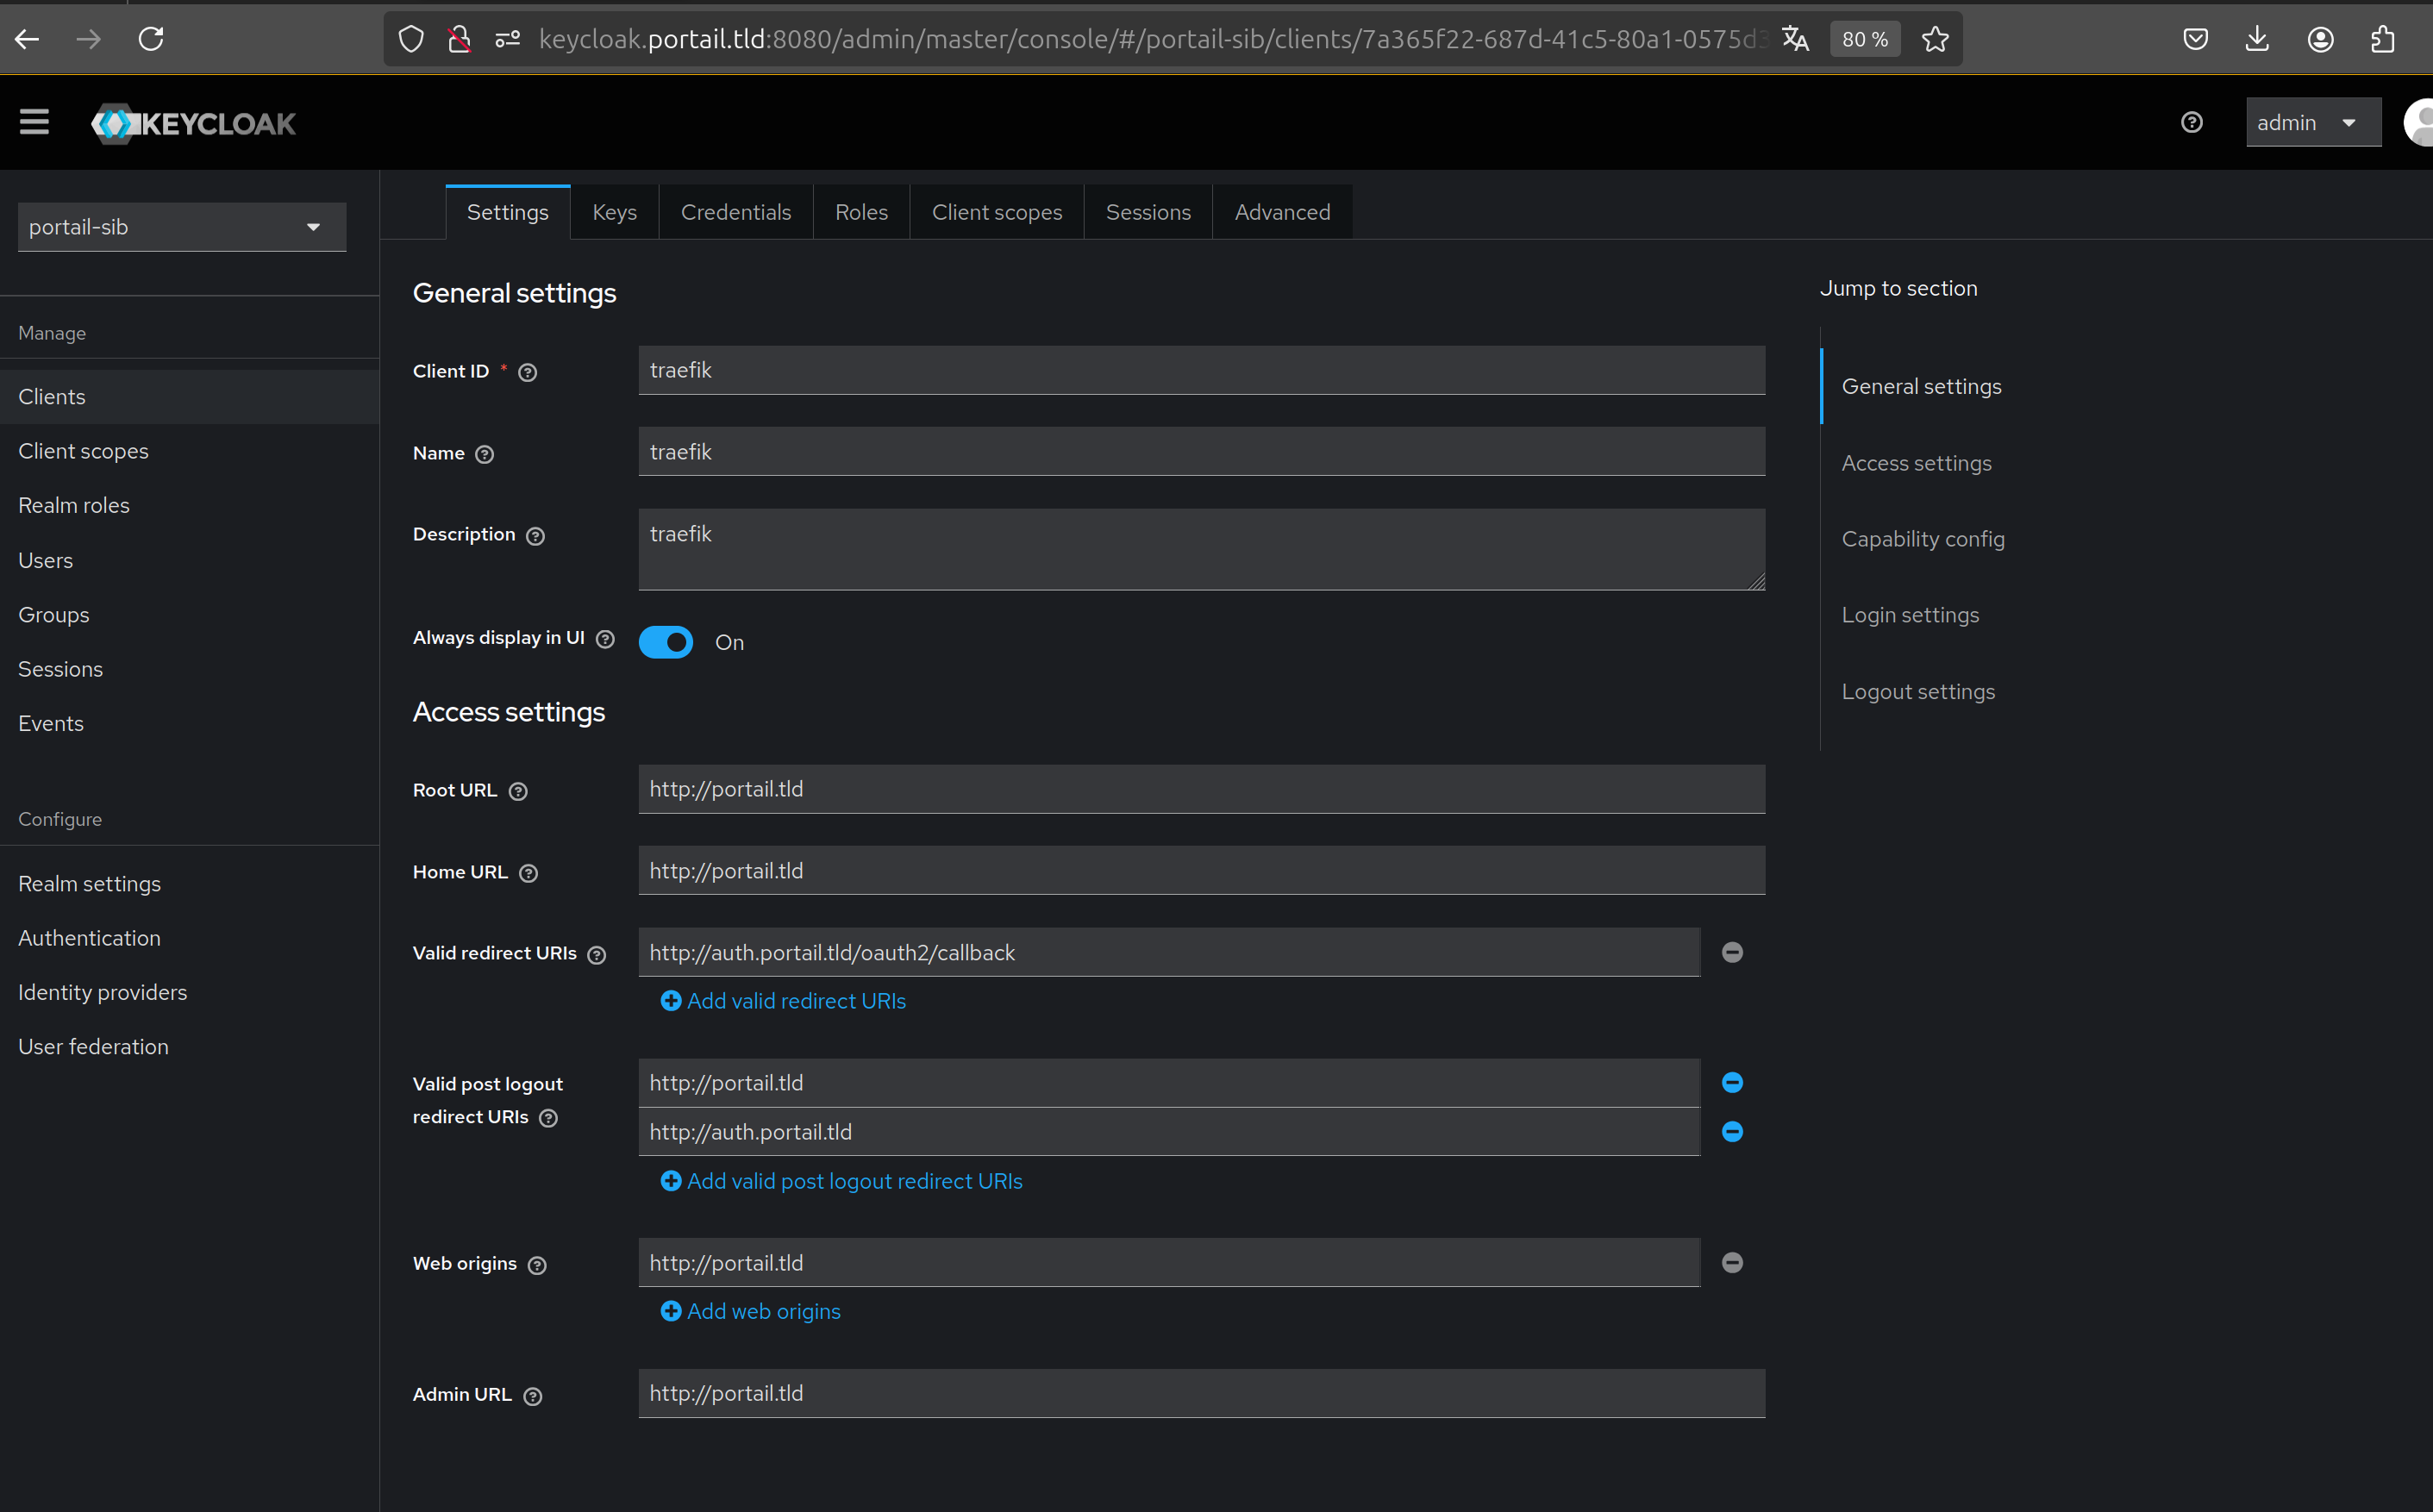 keycloak.portail.tld:8080/admin/master/console/#/portail-sib/clients/7a365f22-687d-41c5-80a1-0575d3
80 %
KEYCLOAK
admin
portail-sib
Manage
Clients
Client scopes
Realm roles
Users
Groups
Sessions
Events
Configure
Realm settings
Authentication
Identity providers
User federation
Settings
Keys
Credentials
Roles
Client scopes
Sessions
Advanced
General settings
Client ID *
traefik
Name
traefik
Description
traefik
Always display in UI
On
Access settings
Root URL
http://portail.tld
Home URL
http://portail.tld
Valid redirect URIs
http://auth.portail.tld/oauth2/callback
Add valid redirect URIs
Valid post logout
redirect URIs
http://portail.tld
http://auth.portail.tld
Add valid post logout redirect URIs
Web origins
http://portail.tld
Add web origins
Admin URL
http://portail.tld
Jump to section
General settings
Access settings
Capability config
Login settings
Logout settings